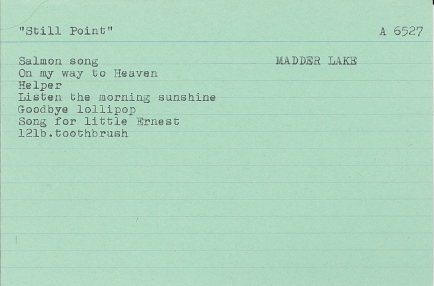 "Still Point" A 6527
Salmon song MADDER LAKE
On my way to Heaven
Helper
Listen the morning sunshine
Goodbye lollipop
Song for little Ernest
12lb.toothbrush